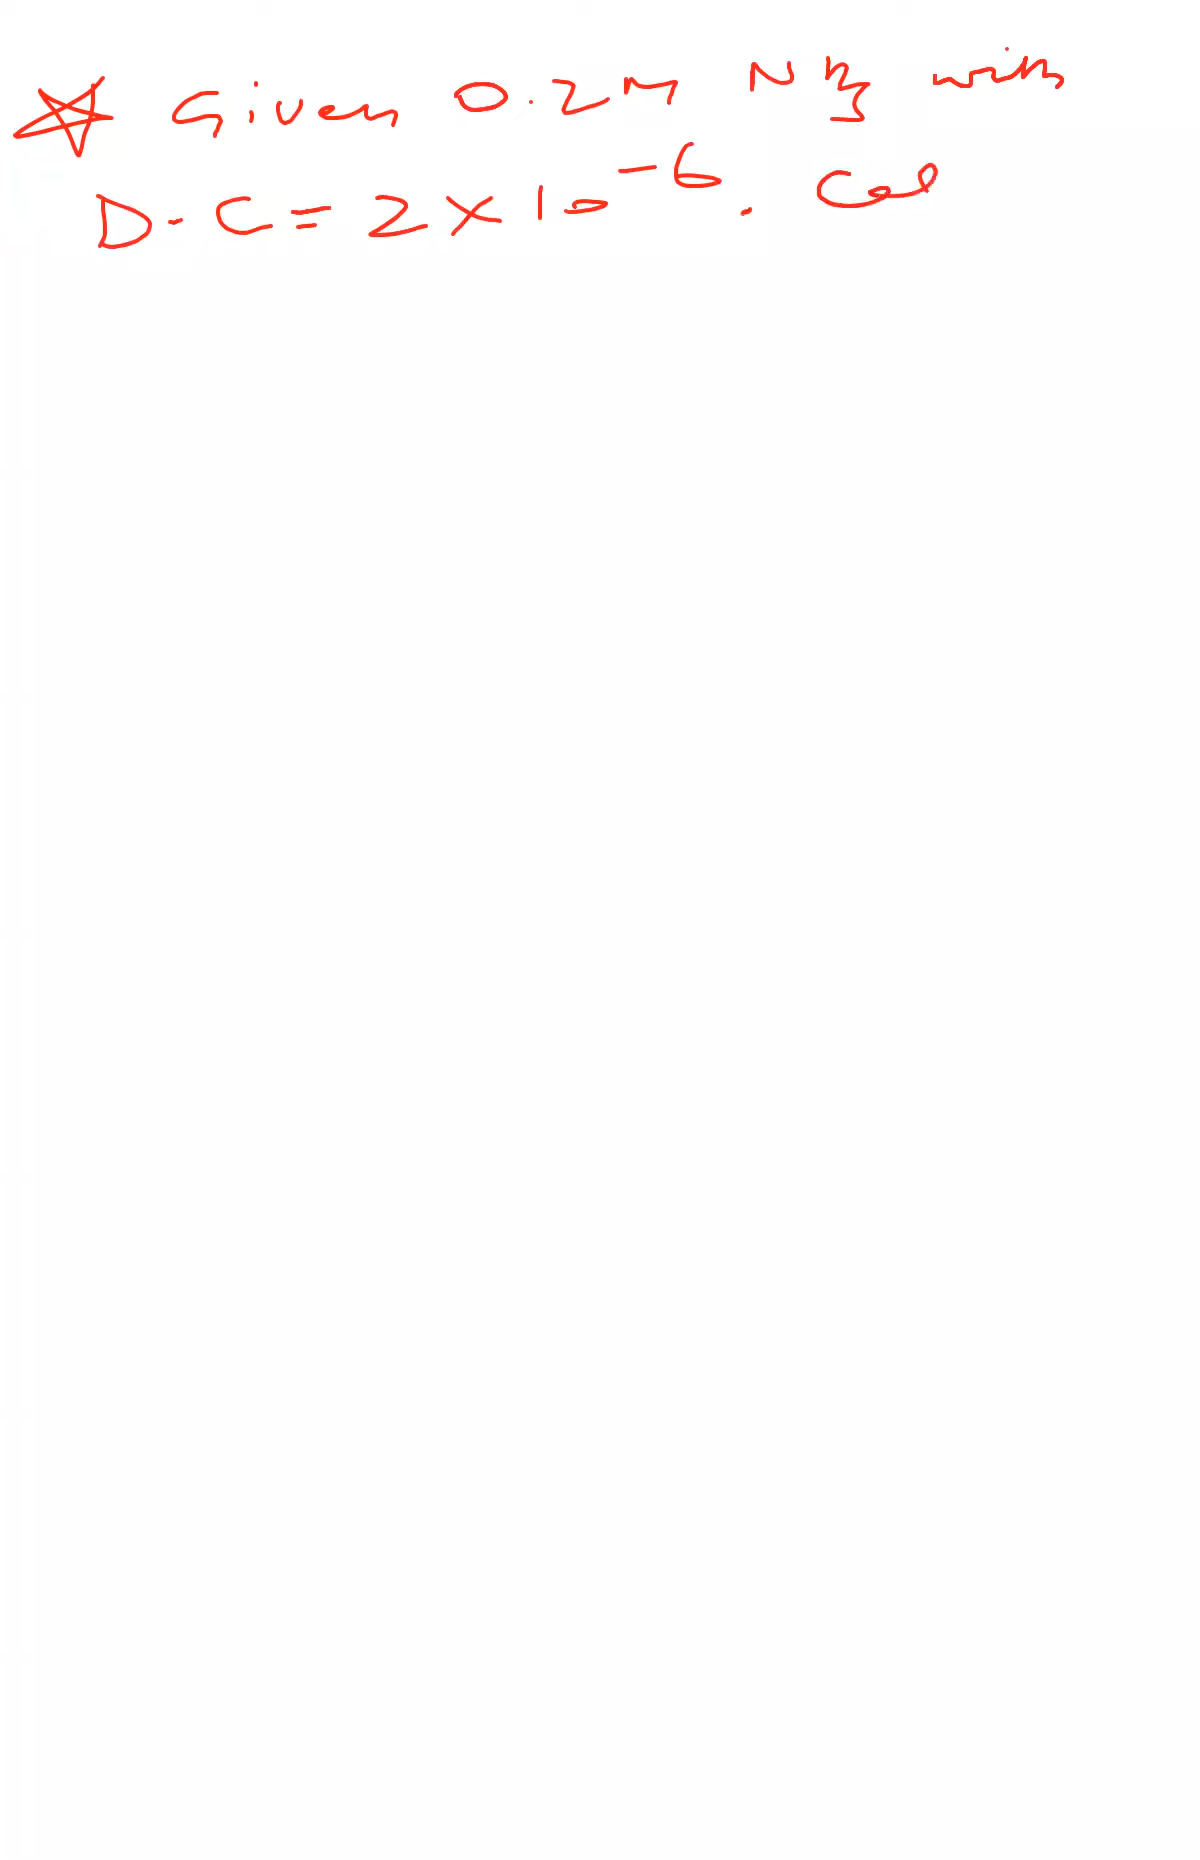 Given 0.2M NH3 with
D.C = 2 × 10^-6. Cal